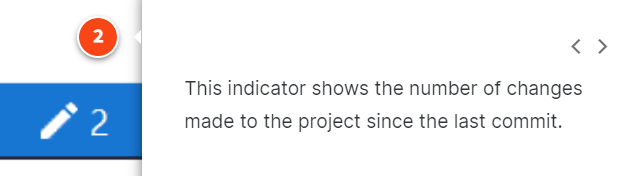 2
This indicator shows the number of changes
made to the project since the last commit.
2